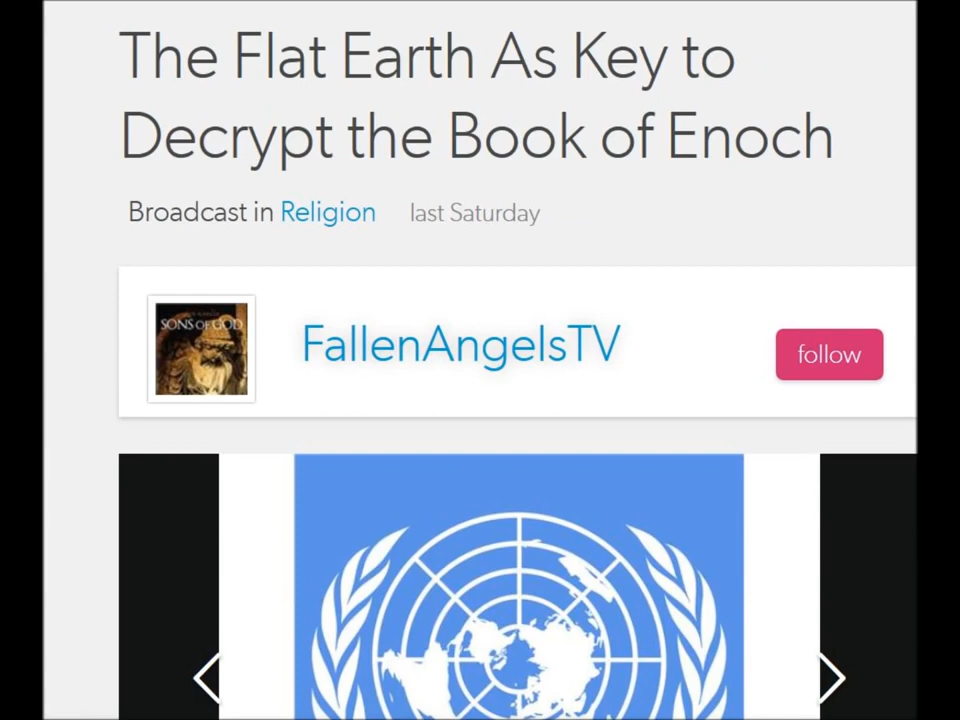 The Flat Earth As Key to
Decrypt the Book of Enoch
Broadcast in Religion last Saturday
SONS OF GOD
FallenAngelsTV
follow